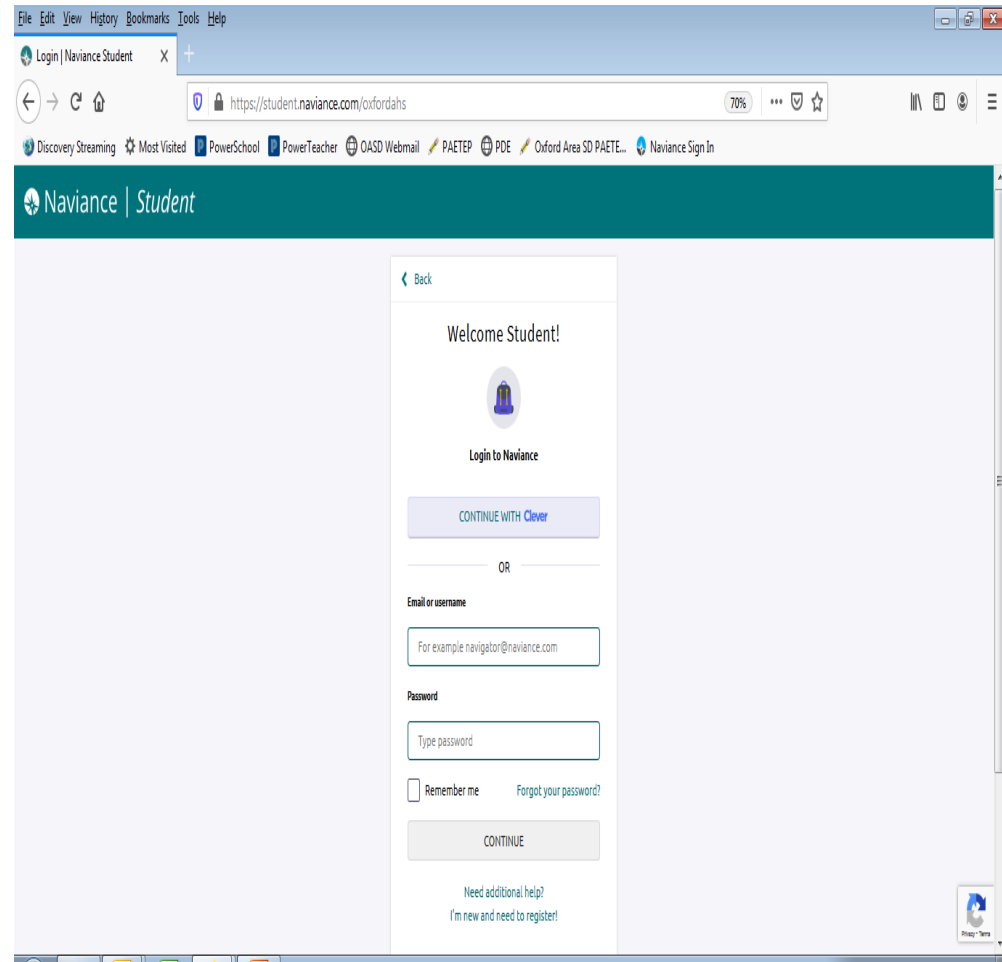 File Edit View History Bookmarks Tools Help
Login | Naviance Student X +
https://student.naviance.com/oxfordahs 70%
Discovery Streaming Most Visited PowerSchool PowerTeacher OASD Webmail PAETEP PDE Oxford Area SD PAETE... Naviance Sign In
Naviance | Student
Back
Welcome Student!
Login to Naviance
CONTINUE WITH Clever
OR
Email or username
For example navigator@naviance.com
Password
Type password
Remember me Forgot your password?
CONTINUE
Need additional help?
I'm new and need to register!
Privacy - Terms